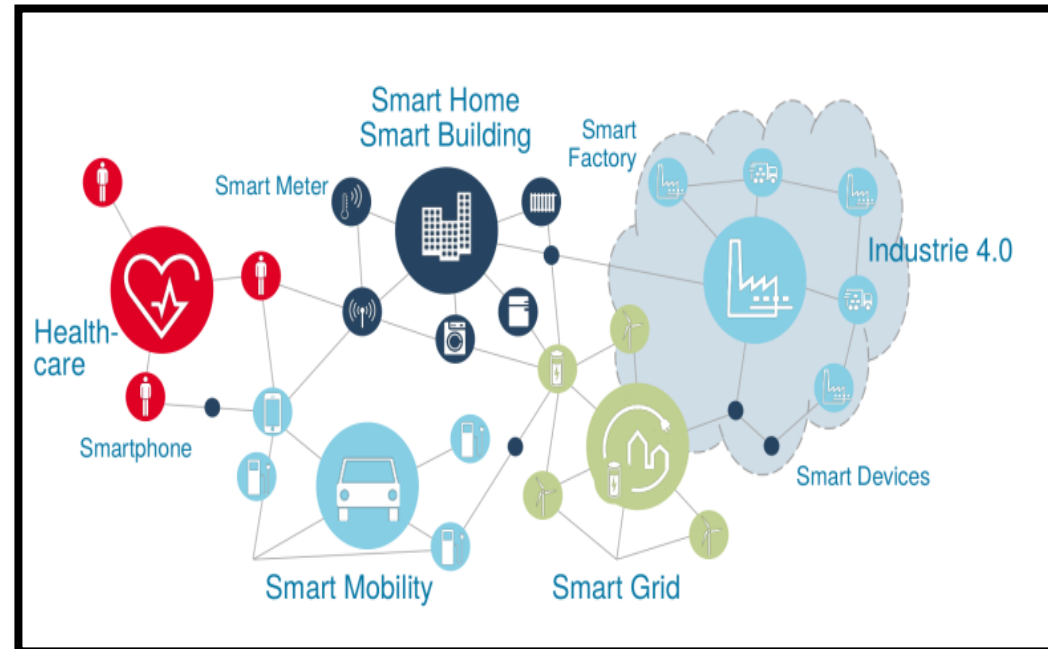 Smart Home
Smart Building
Smart
Factory
Smart Meter
Industrie 4.0
Health-
care
Smartphone
Smart Devices
Smart Mobility
Smart Grid